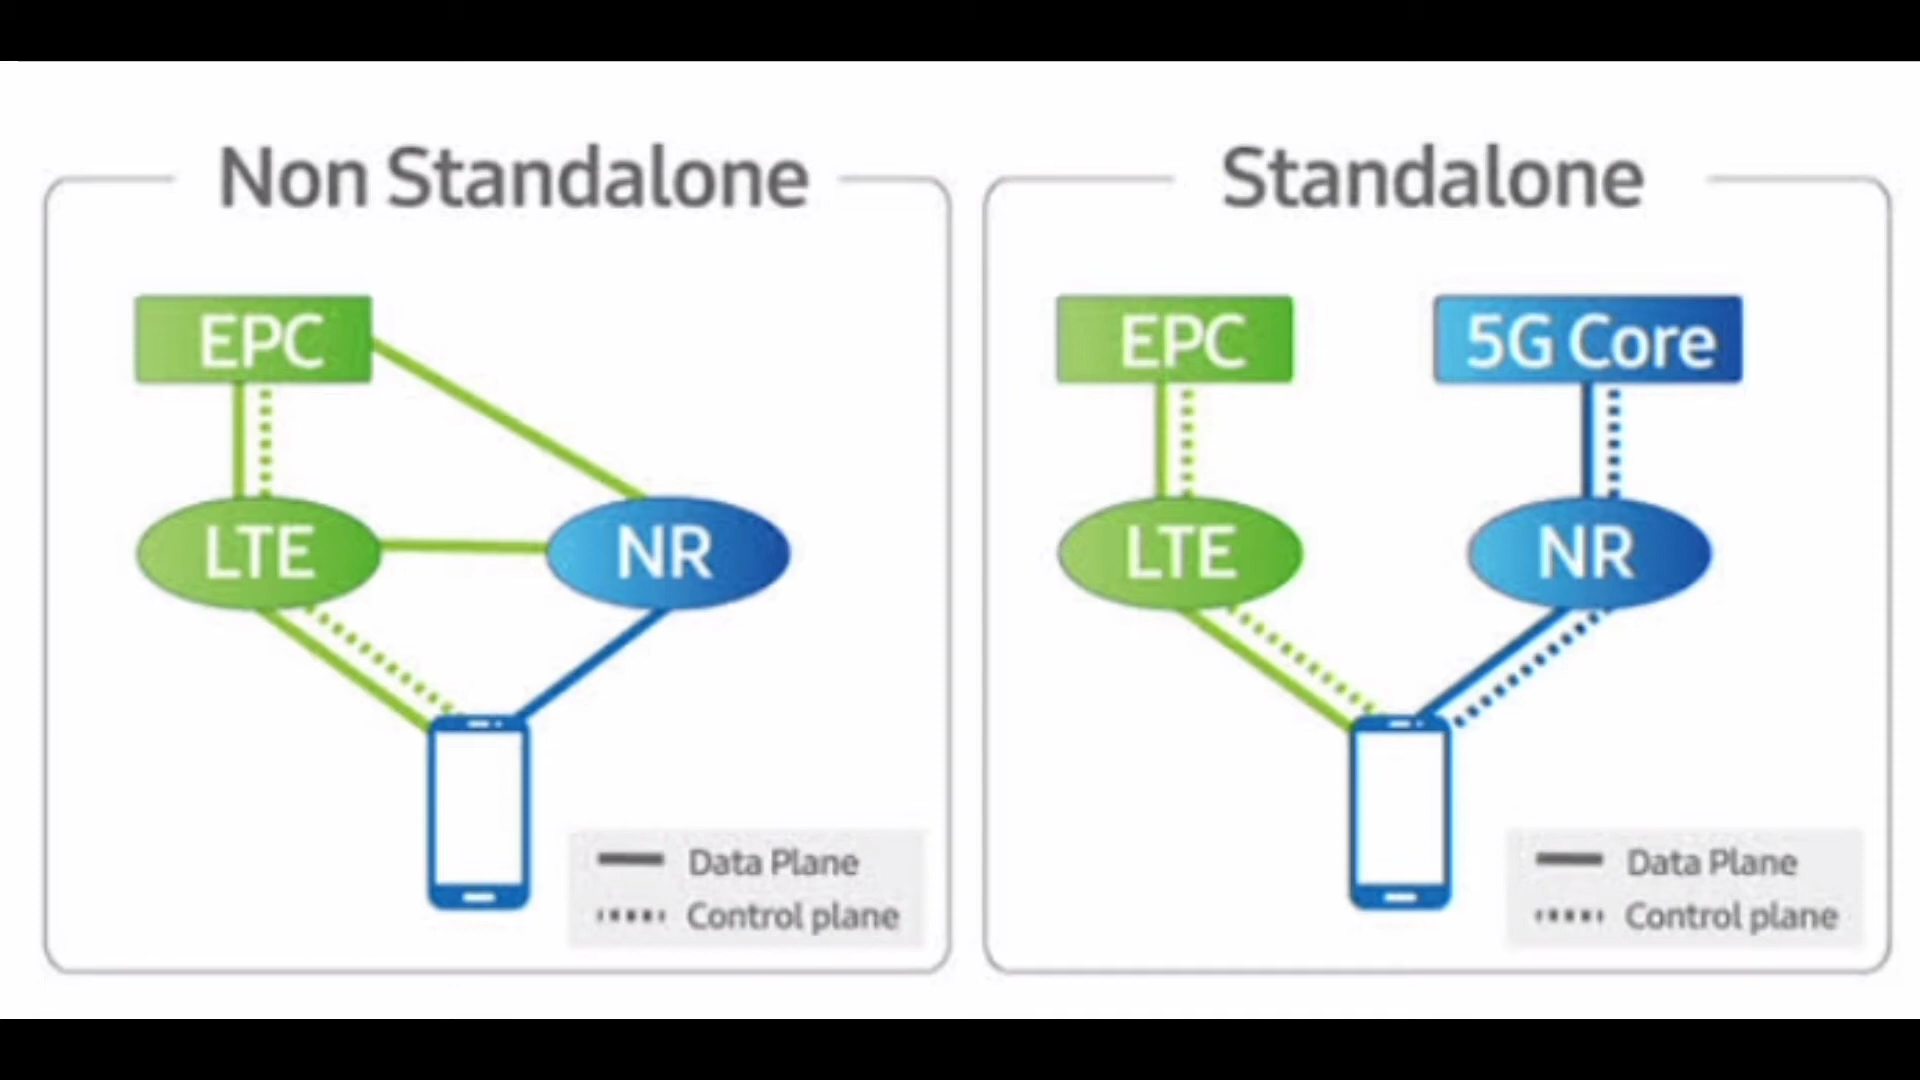 Non Standalone
EPC
LTE
NR
Data Plane
Control plane
Standalone
EPC
5G Core
LTE
NR
Data Plane
Control plane